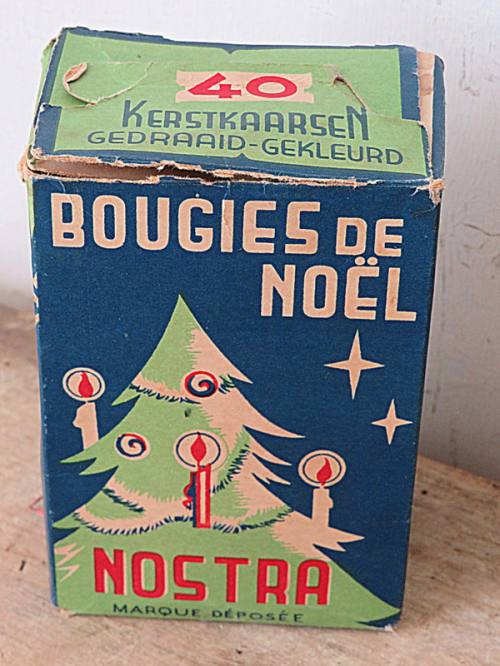 40
KERSTKAARSEN
GEDRAAID-GEKLEURD
BOUGIES DE
NOËL
NOSTRA
MARQUE DÉPOSÉE